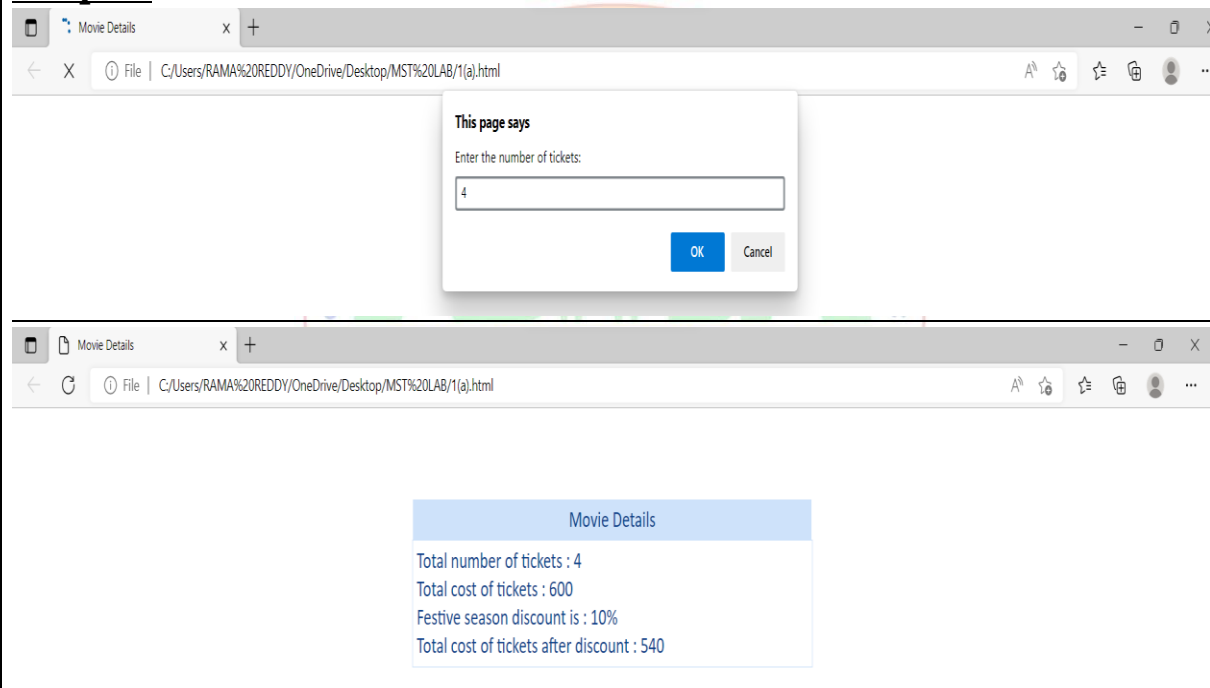 Movie Details
File | C:/Users/RAMA%20REDDY/OneDrive/Desktop/MST%20LAB/1(a).html
This page says
Enter the number of tickets:
4
OK Cancel
Movie Details
File | C:/Users/RAMA%20REDDY/OneDrive/Desktop/MST%20LAB/1(a).html
Movie Details
Total number of tickets : 4
Total cost of tickets : 600
Festive season discount is : 10%
Total cost of tickets after discount : 540